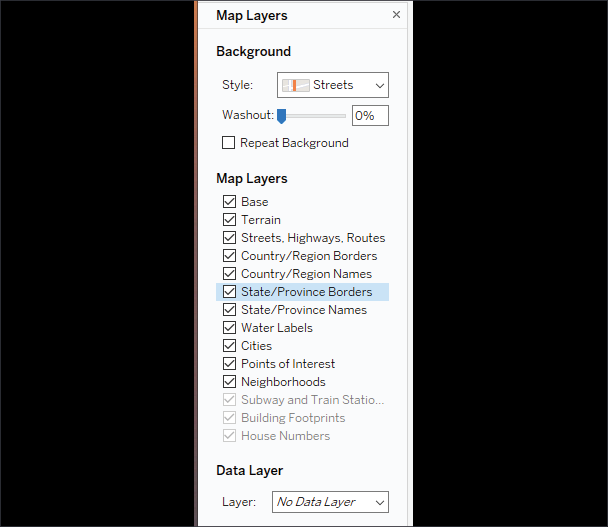 Map Layers
Background
Style: Streets
Washout: 0%
Repeat Background
Map Layers
Base
Terrain
Streets, Highways, Routes
Country/Region Borders
Country/Region Names
State/Province Borders
State/Province Names
Water Labels
Cities
Points of Interest
Neighborhoods
Subway and Train Statio...
Building Footprints
House Numbers
Data Layer
Layer: No Data Layer